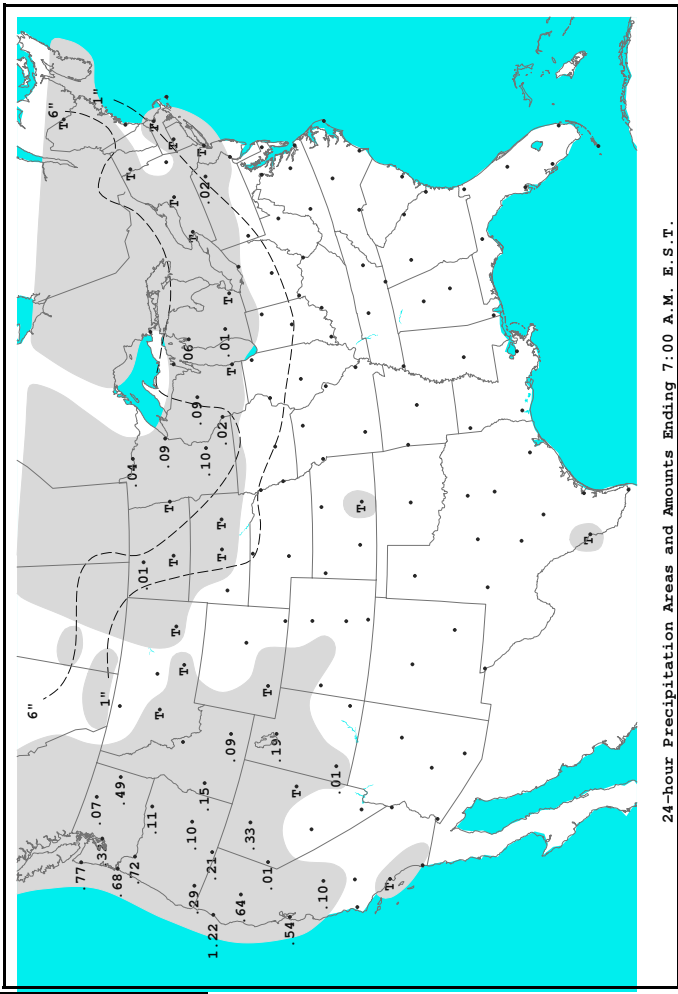 6"
6"
T
.77
.07
1"
.32
1"
.68
.49
T
.72
.04
.01
.11
T
T
.09
T
T
T
T
T
T
.06
.10
T
.29
.09
T
.15
.02
.10
1.22
.21
T
T
.02
.01
T
.09
T
.64
.33
.01
T
.19
.54
T
.10
.01
T
T
T
24-hour Precipitation Areas and Amounts Ending 7:00 A.M. E.S.T.